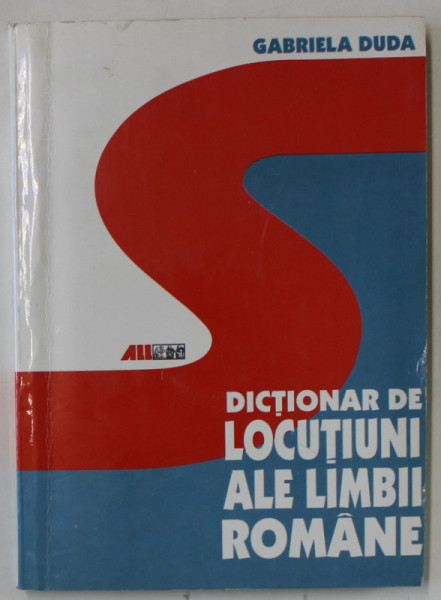 GABRIELA DUDA
ALL
DICȚIONAR DE
LOCUȚIUNI
ALE LIMBII
ROMÂNE